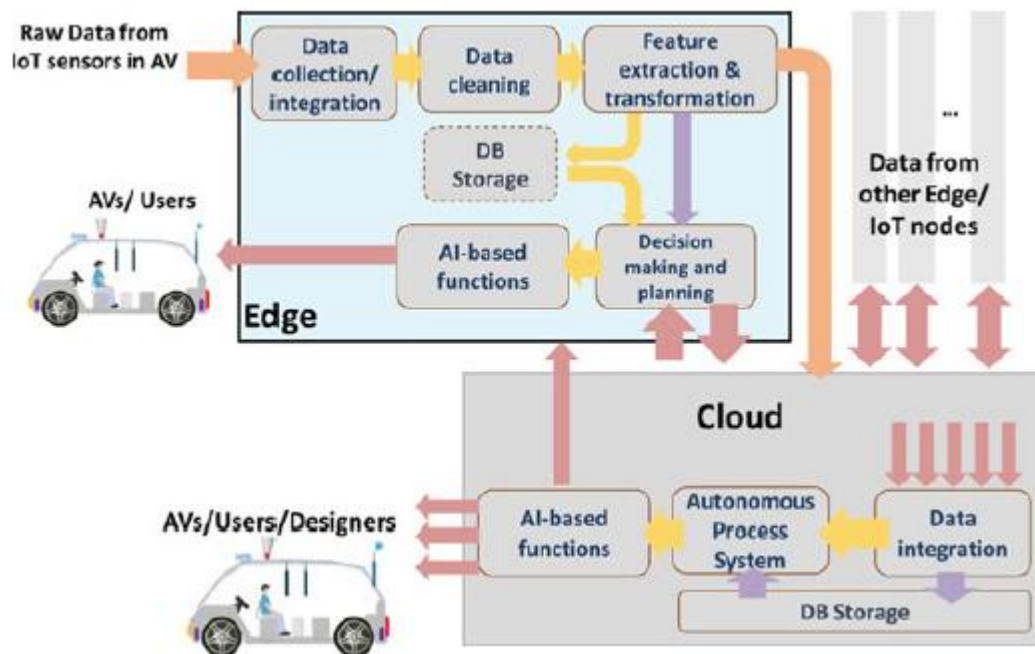 Raw Data from
IoT sensors in AV
Data
collection/
integration
Data
cleaning
Feature
extraction &
transformation
DB
Storage
AVs/ Users
AI-based
functions
Decision
making and
planning
Edge
...
Data from
other Edge/
IoT nodes
Cloud
AVs/Users/Designers
AI-based
functions
Autonomous
Process
System
Data
integration
DB Storage